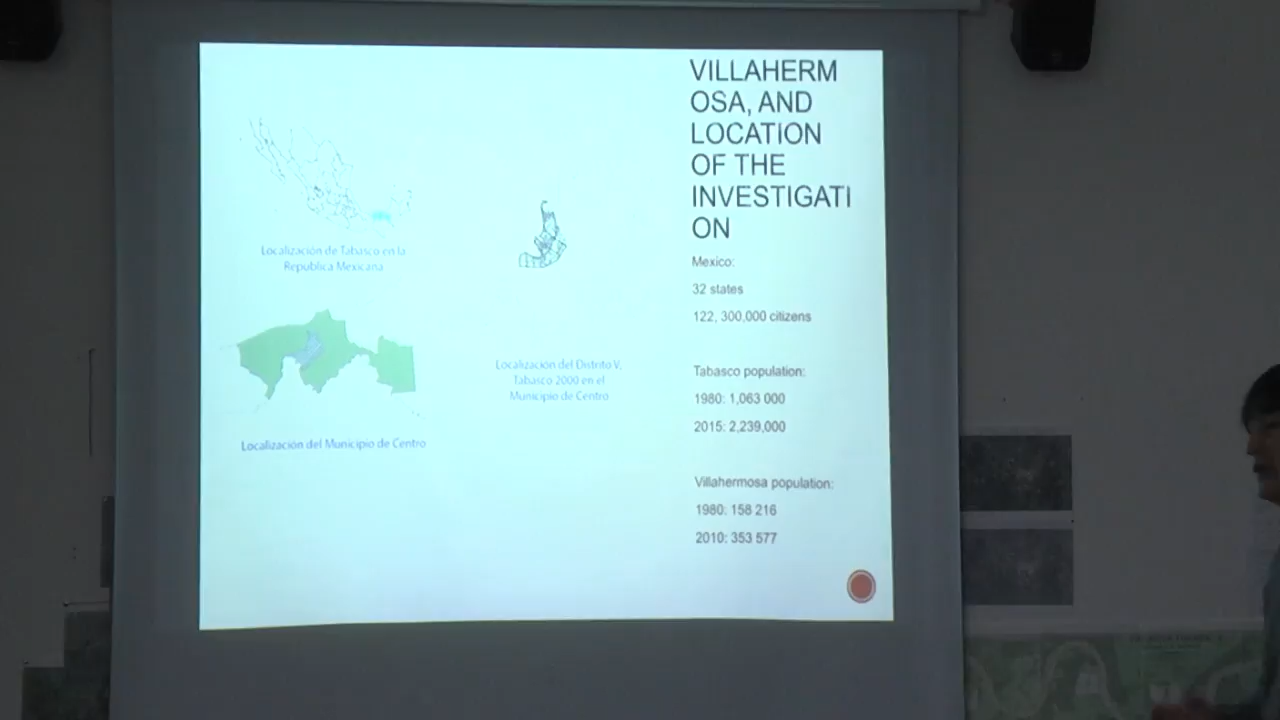 VILLAHERM
OSA, AND
LOCATION
OF THE
INVESTIGATI
ON
Mexico:
32 states
122, 300,000 citizens
Tabasco population:
1980: 1,063 000
2015: 2,239,000
Villahermosa population:
1980: 158 216
2010: 353 577
Localización de Tabasco en la
Republica Mexicana
Localización del Municipio de Centro
Localización del Distrito V,
Tabasco 2000 en el
Municipio de Centro